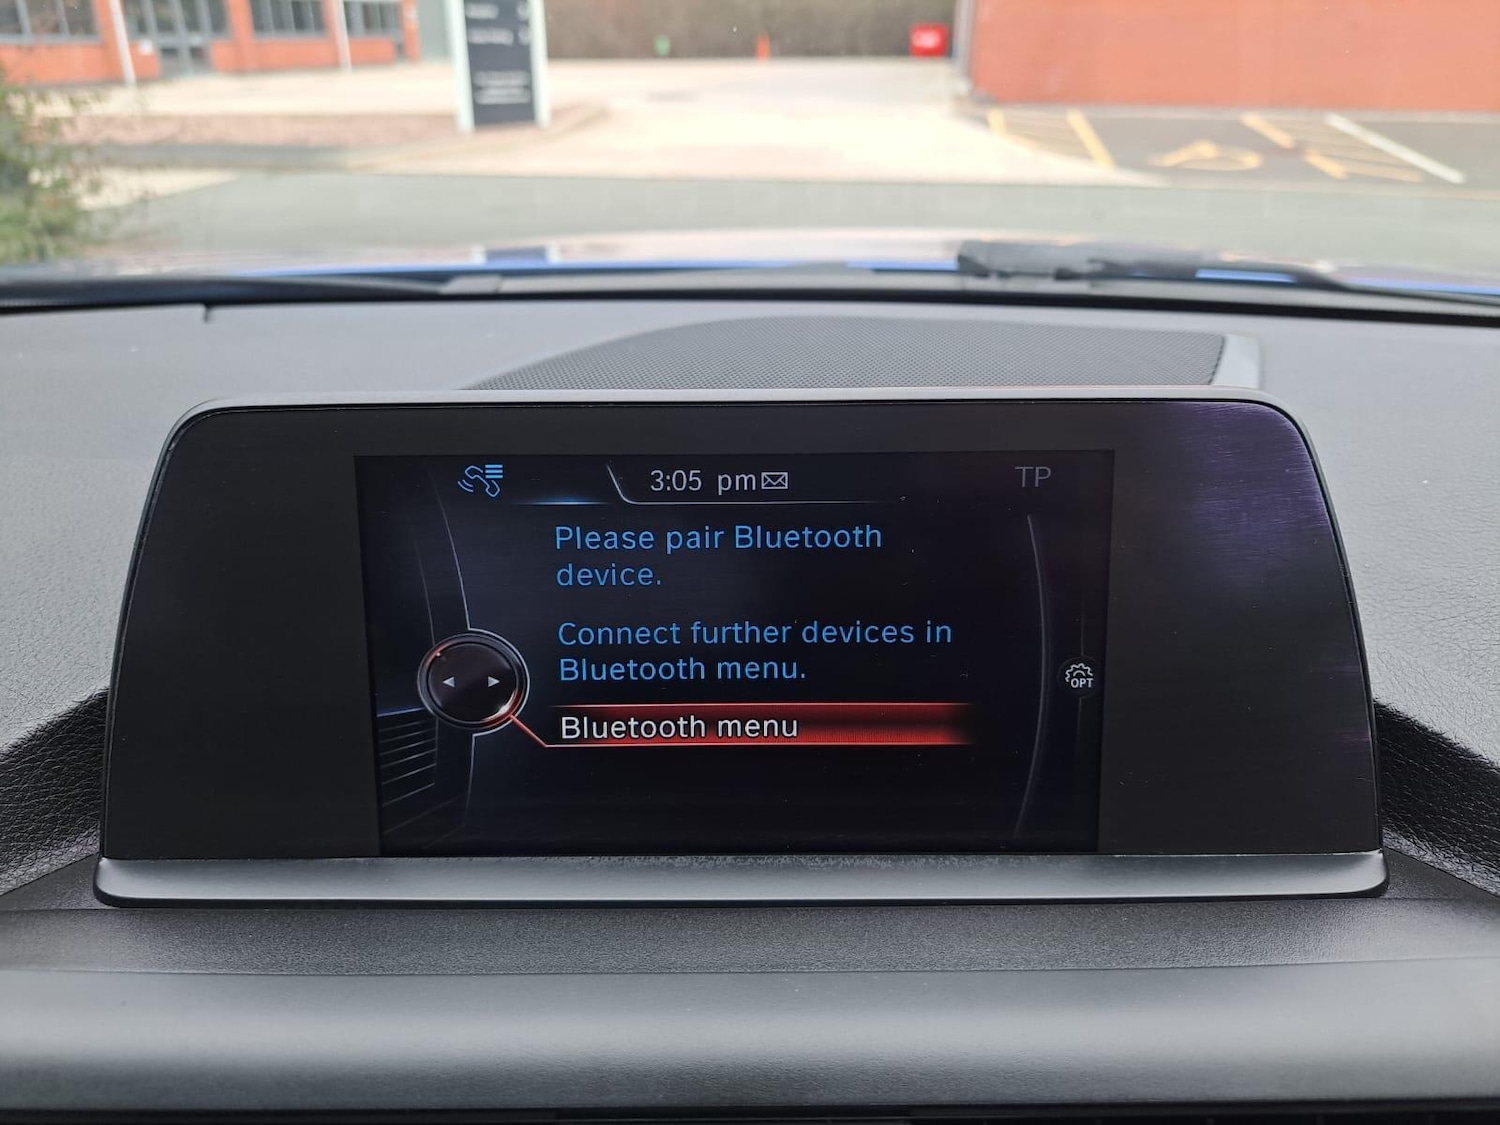 3:05 pm
TP
Please pair Bluetooth
device.
Connect further devices in
Bluetooth menu.
OPT
Bluetooth menu